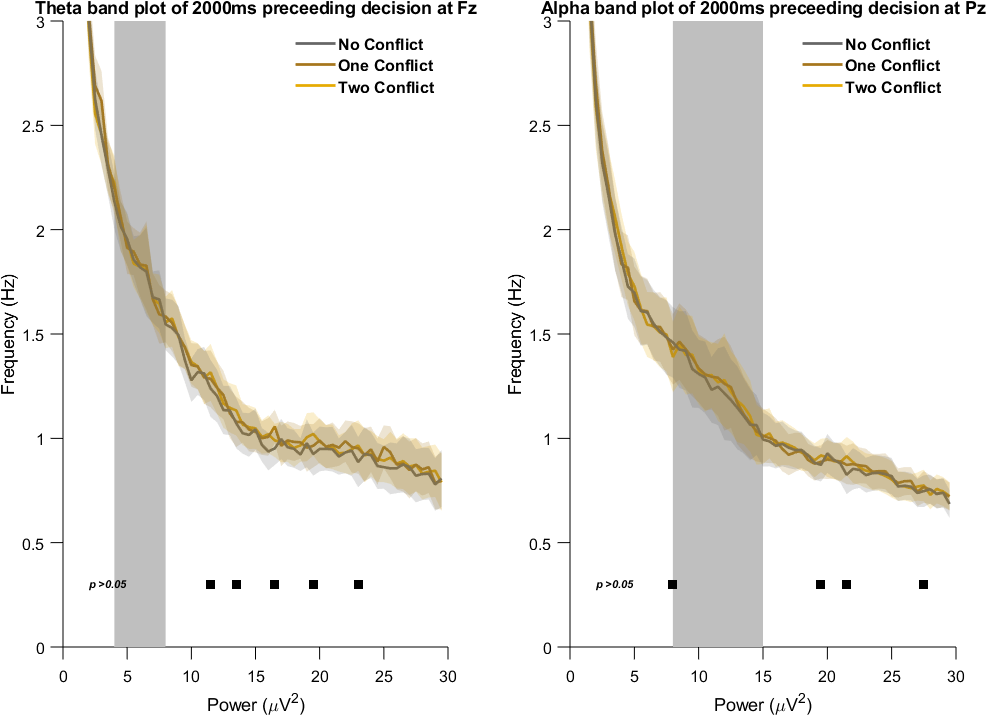 Theta band plot of 2000ms preceeding decision at Fz
3
2.5
2
1.5
1
0.5
0
Frequency (Hz)
No Conflict
One Conflict
Two Conflict
p >0.05
0 5 10 15 20 25 30
Power (μV²)
Alpha band plot of 2000ms preceeding decision at Pz
3
2.5
2
1.5
1
0.5
0
Frequency (Hz)
No Conflict
One Conflict
Two Conflict
p >0.05
0 5 10 15 20 25 30
Power (μV²)